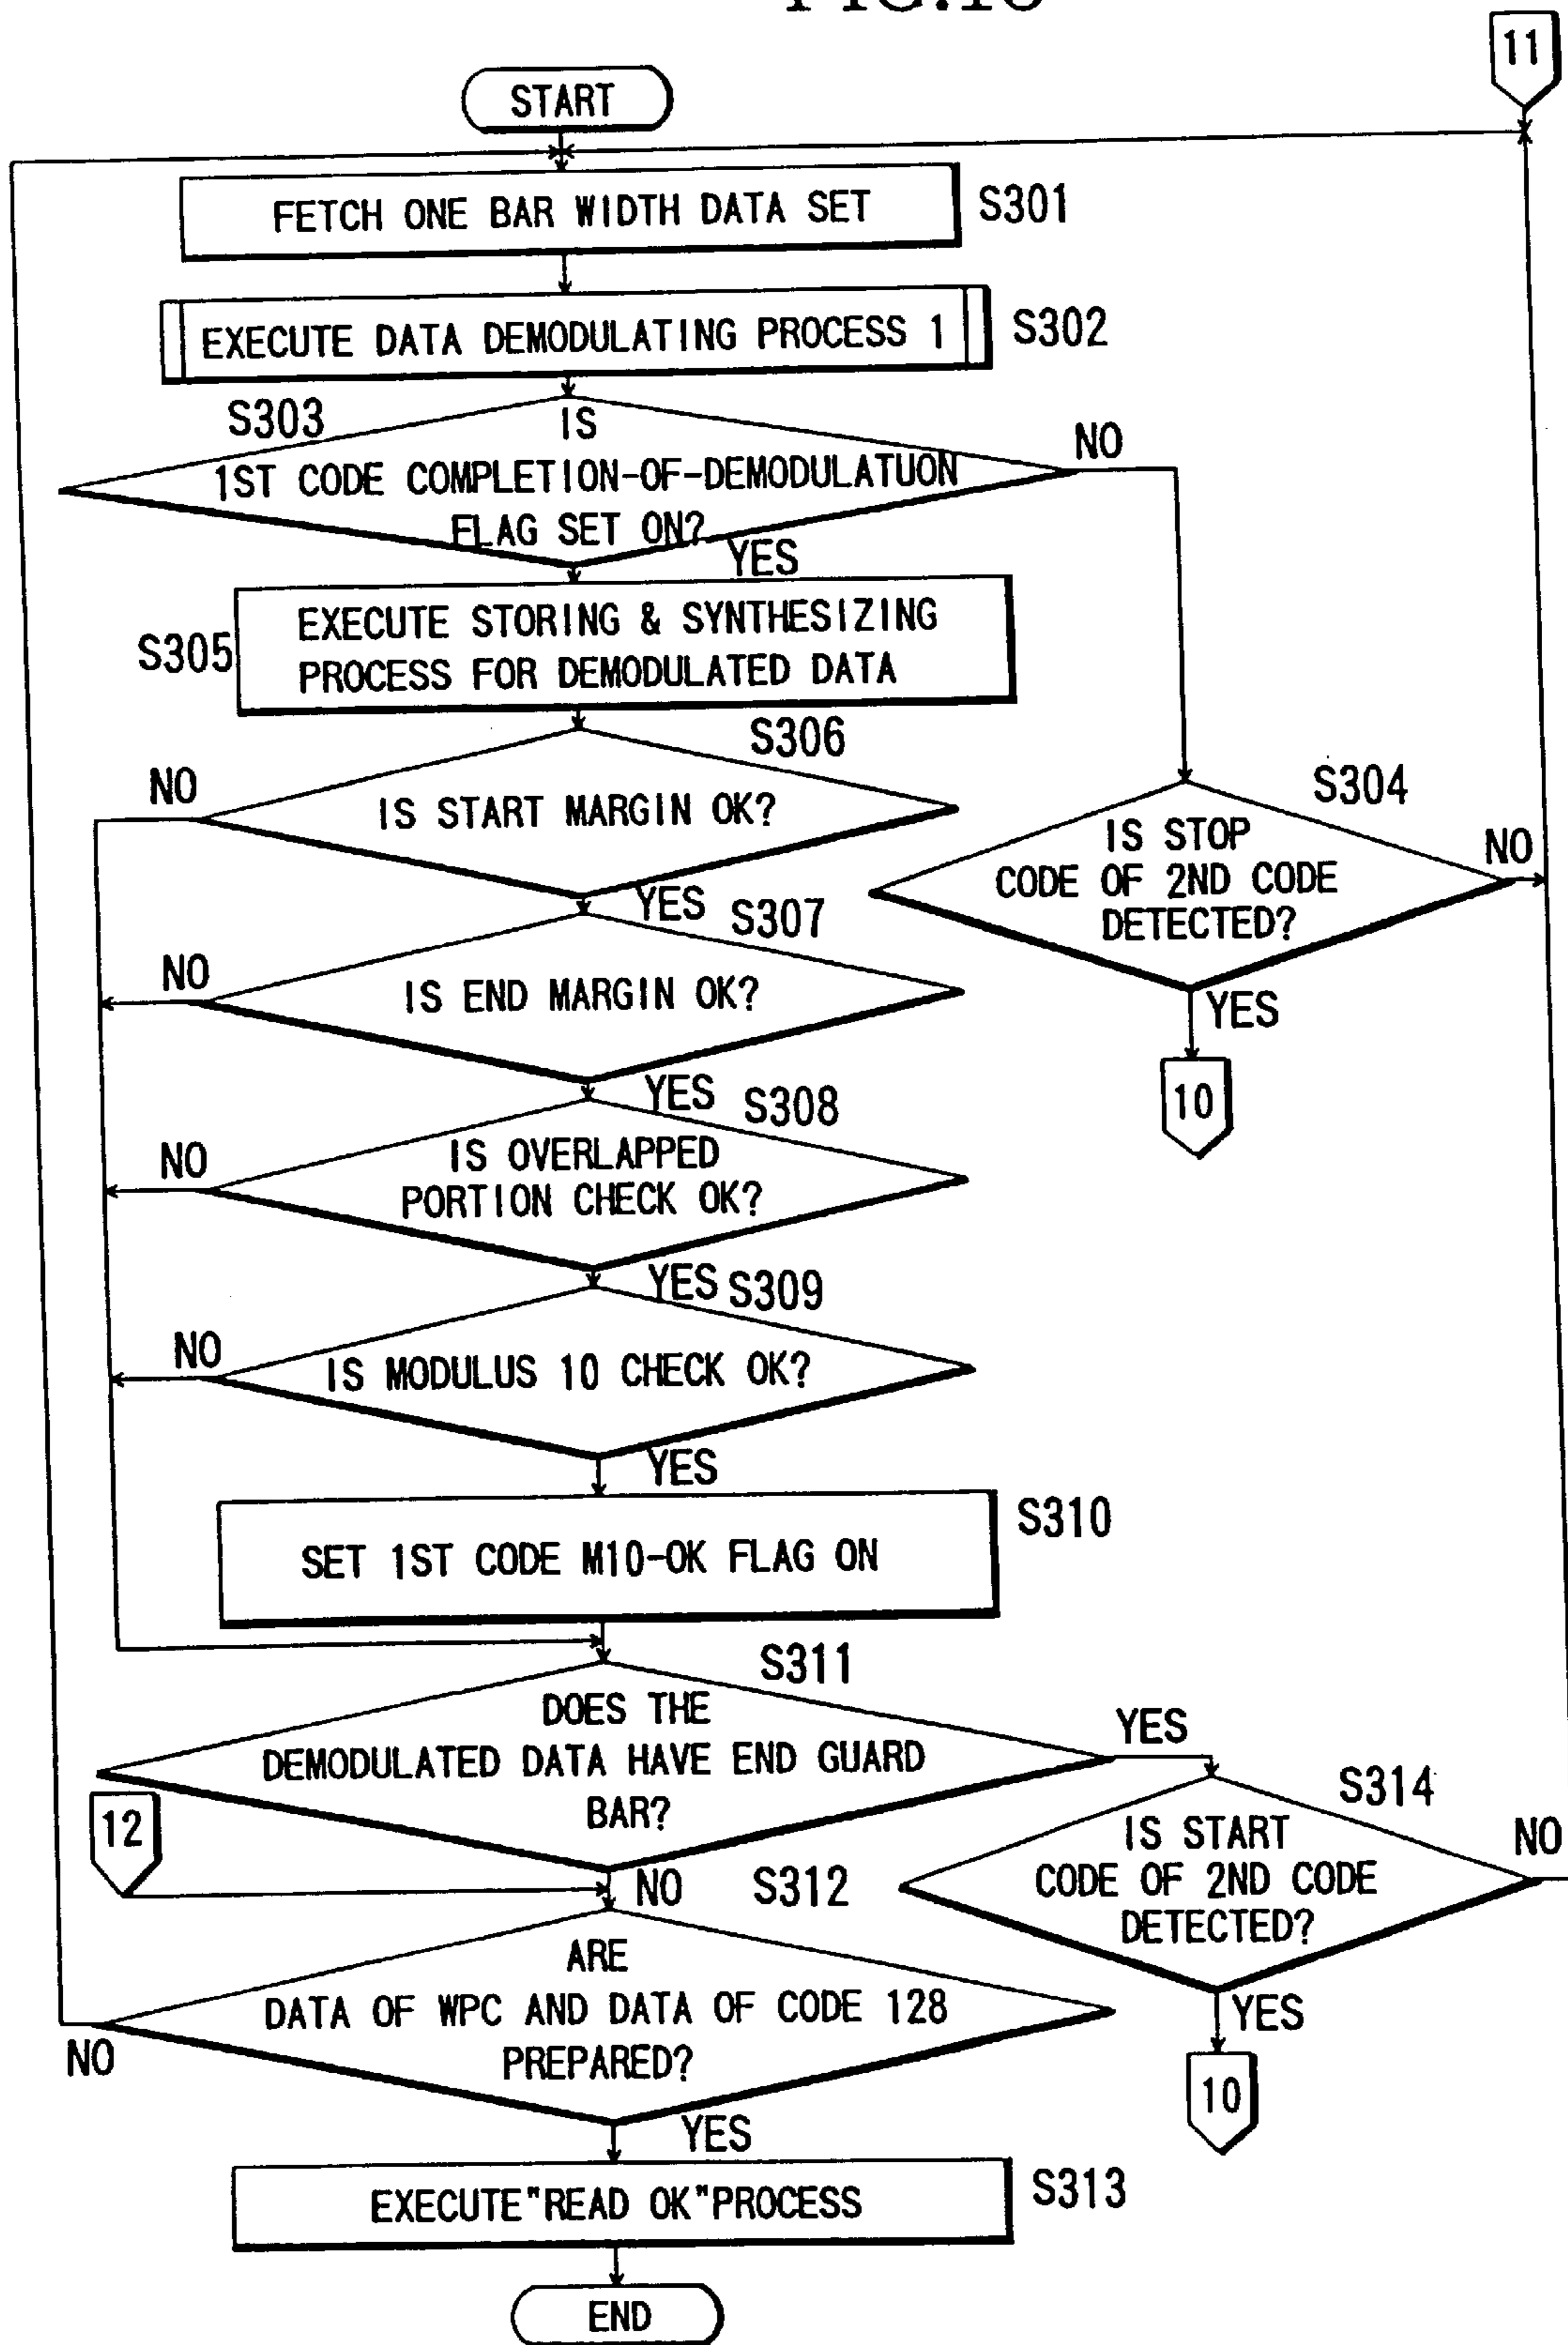 11
START
FETCH ONE BAR WIDTH DATA SET
S301
EXECUTE DATA DEMODULATING PROCESS 1
S302
S303
IS
1ST CODE COMPLETION-OF-DEMODULATUON
FLAG SET ON?
NO
YES
S305
EXECUTE STORING & SYNTHESIZING
PROCESS FOR DEMODULATED DATA
S306
NO
IS START MARGIN OK?
S304
IS STOP
CODE OF 2ND CODE
DETECTED?
NO
YES
10
YES
S307
NO
IS END MARGIN OK?
YES
S308
NO
IS OVERLAPPED
PORTION CHECK OK?
YES
S309
NO
IS MODULUS 10 CHECK OK?
YES
SET 1ST CODE M10-OK FLAG ON
S310
S311
DOES THE
DEMODULATED DATA HAVE END GUARD
BAR?
YES
12
NO
S314
IS START
CODE OF 2ND CODE
DETECTED?
NO
YES
10
S312
ARE
DATA OF WPC AND DATA OF CODE 128
PREPARED?
NO
YES
EXECUTE"READ OK"PROCESS
S313
END